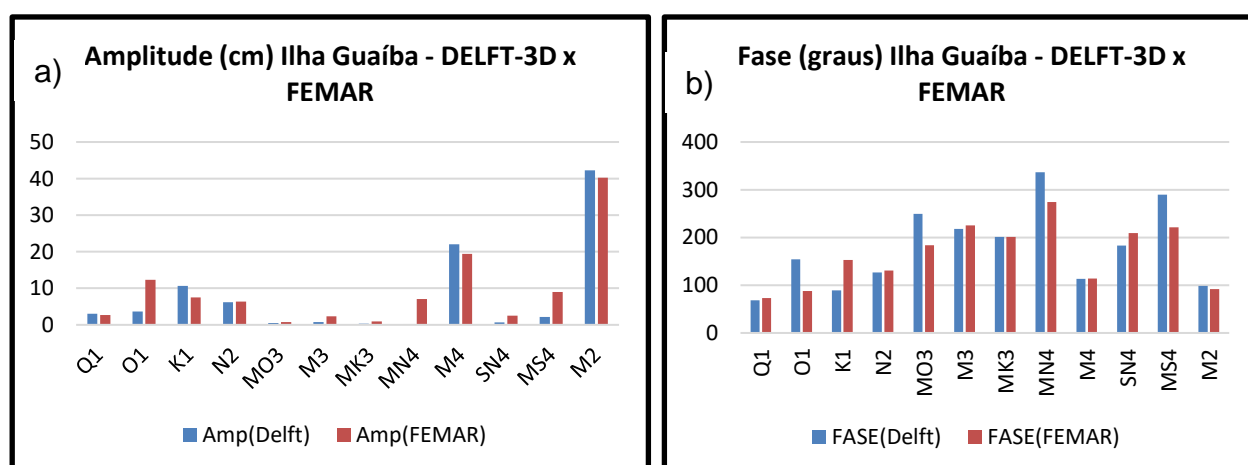 a)
Amplitude (cm) Ilha Guaíba - DELFT-3D x
FEMAR
50
40
30
20
10
0
Q1
O1
K1
N2
MO3
M3
MK3
MN4
M4
SN4
MS4
M2
Amp(Delft)
Amp(FEMAR)
b)
Fase (graus) Ilha Guaíba - DELFT-3D x
FEMAR
400
300
200
100
0
Q1
O1
K1
N2
MO3
M3
MK3
MN4
M4
SN4
MS4
M2
FASE(Delft)
FASE(FEMAR)